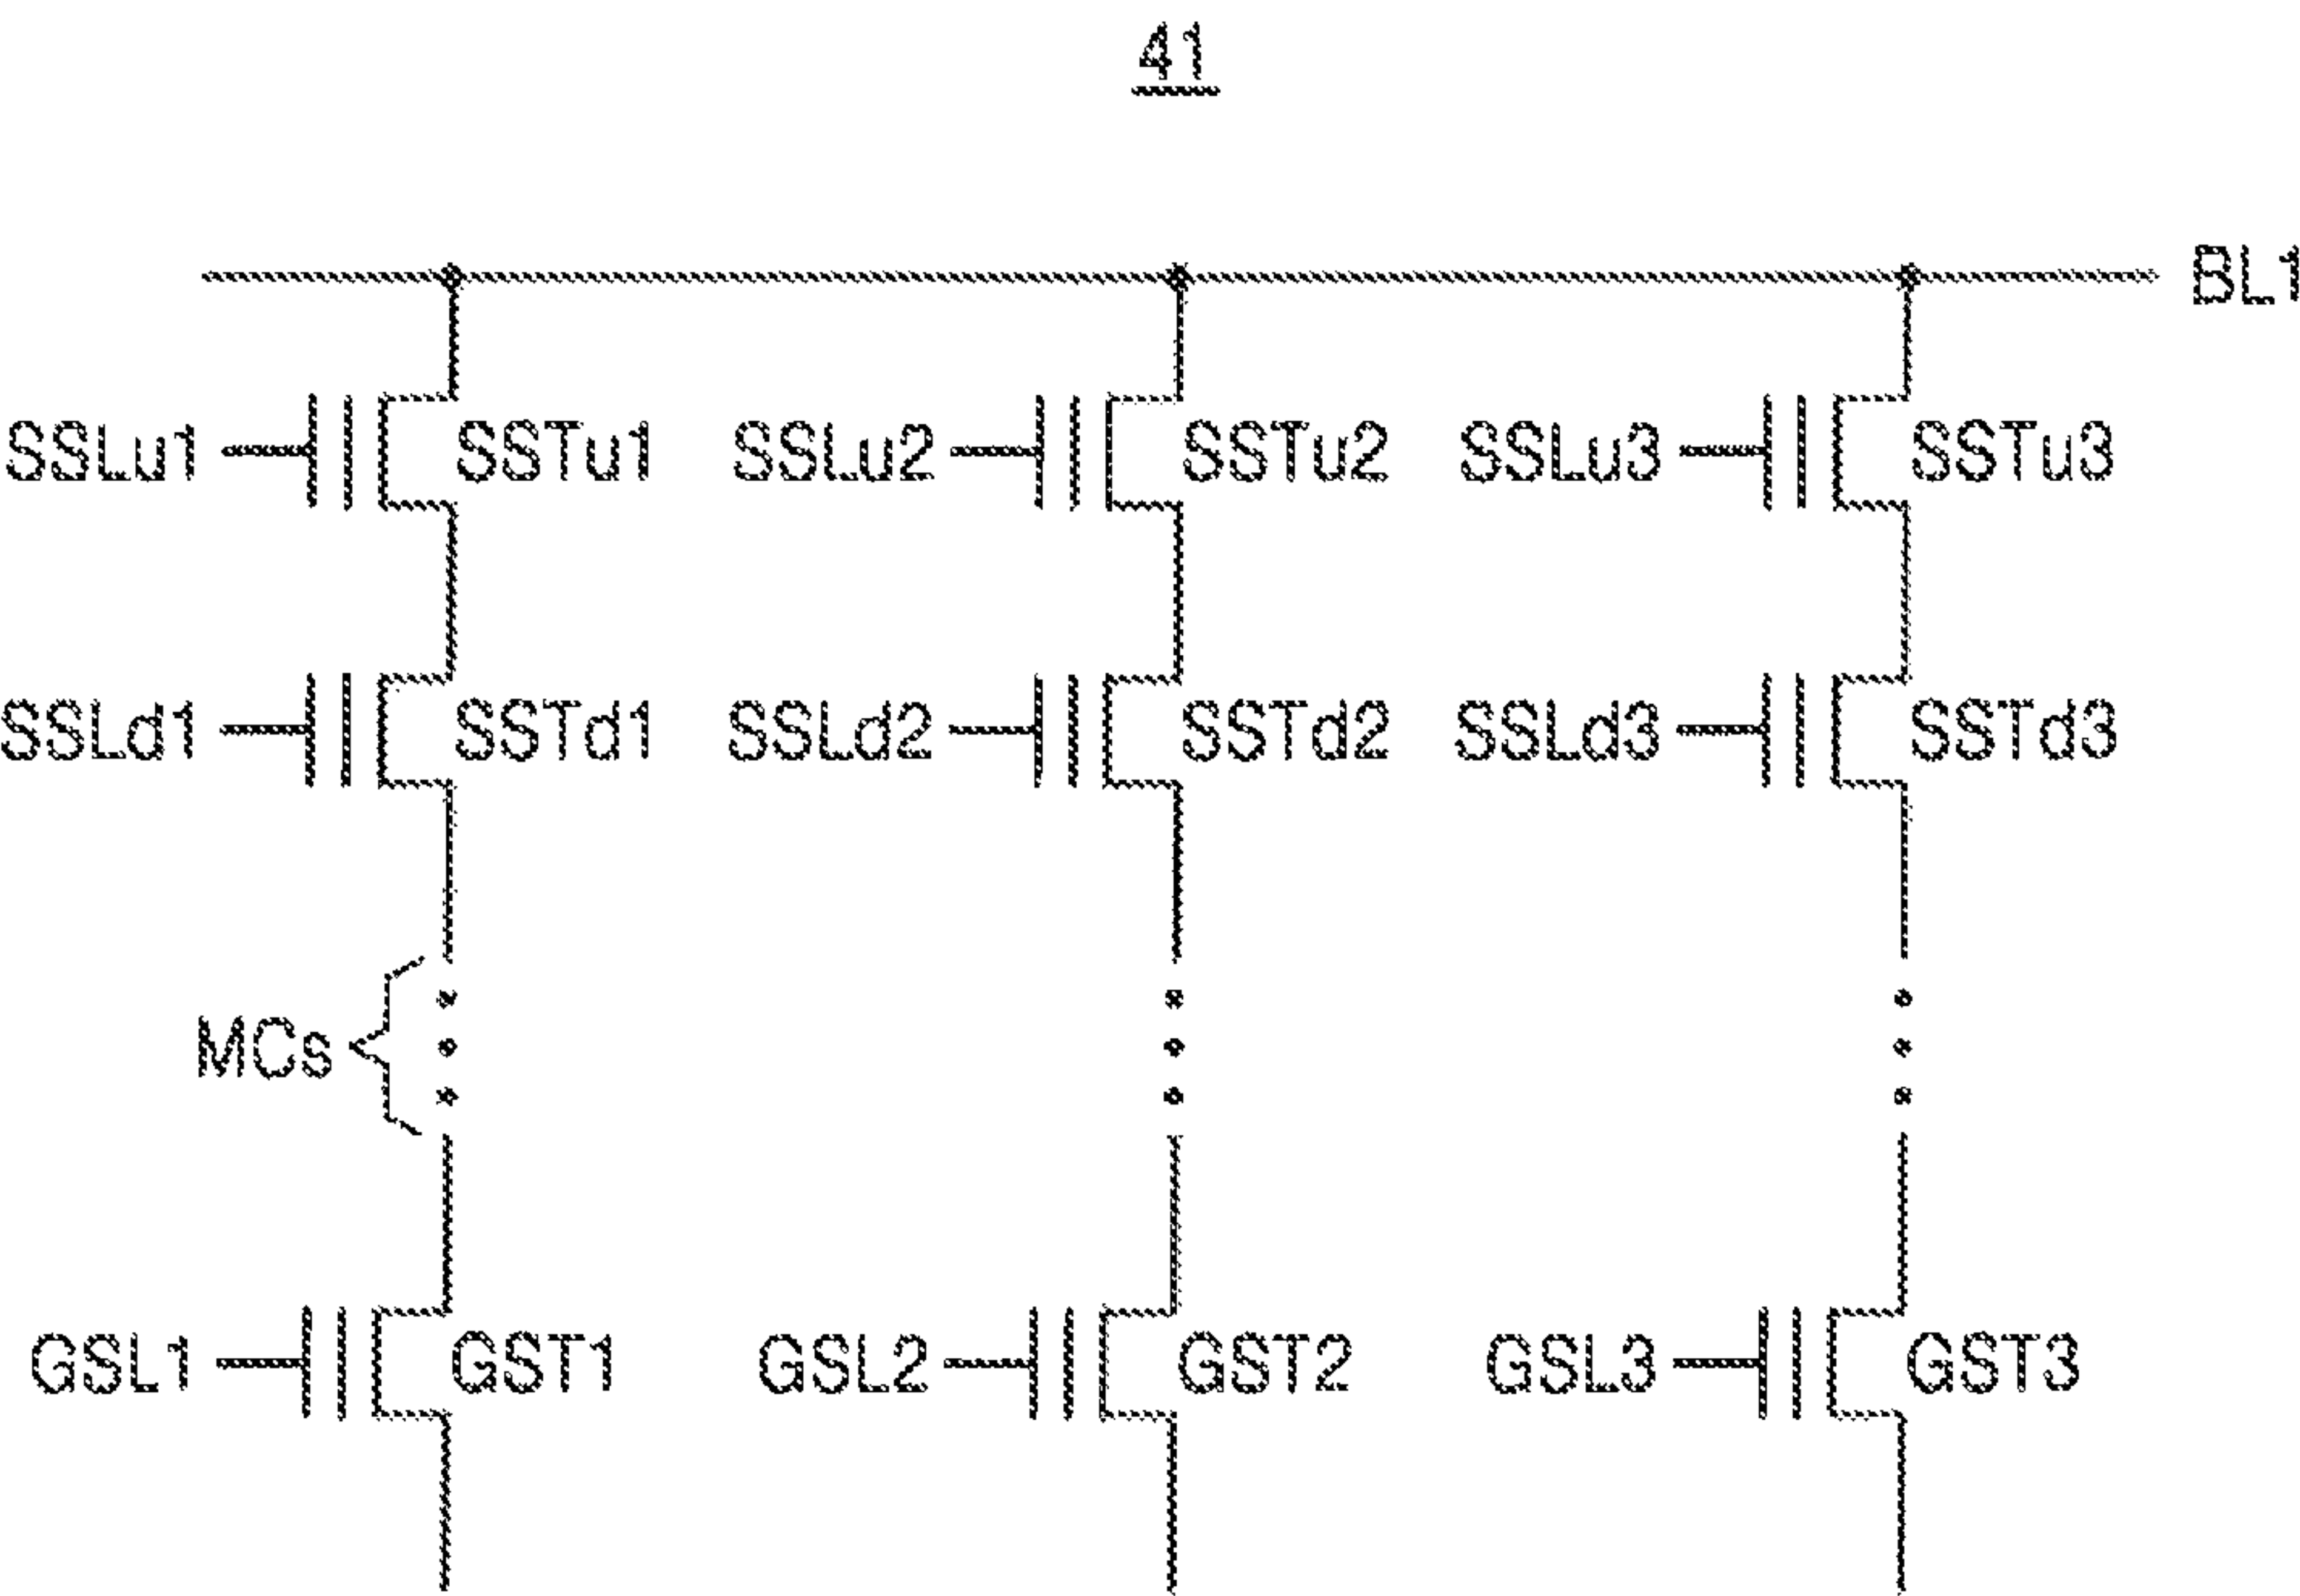 41
BL1
SSLu1 SSTu1 SSLu2 SSTu2 SSLu3 SSTu3
SSLd1 SSTd1 SSLd2 SSTd2 SSLd3 SSTd3
MCs
GSL1 GST1 GSL2 GST2 GSL3 GST3